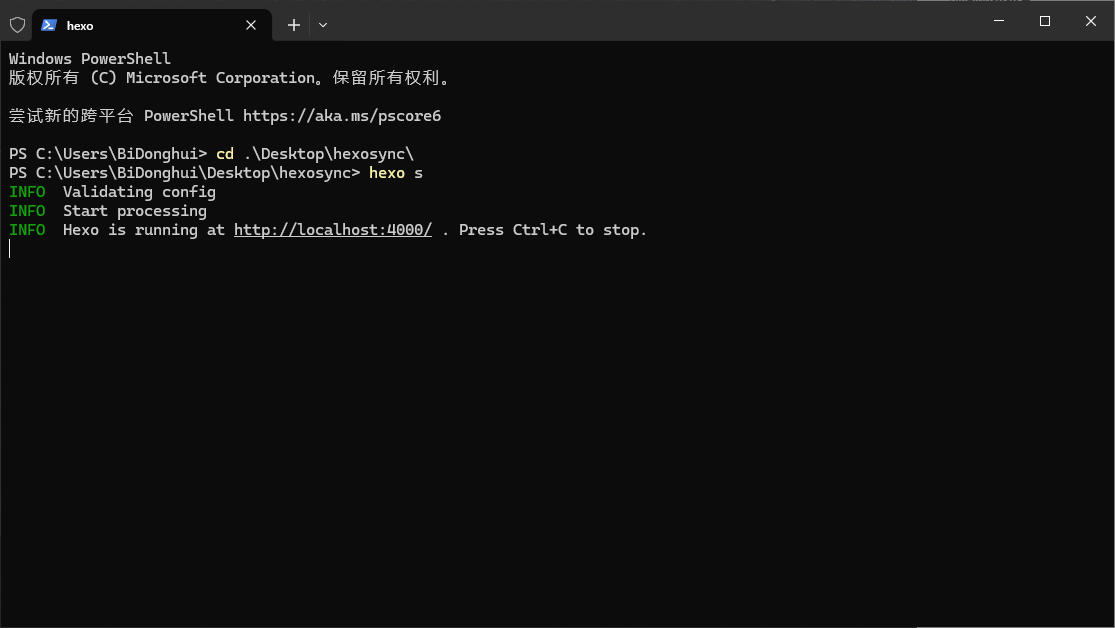 hexo
Windows PowerShell
版权所有 (C) Microsoft Corporation。保留所有权利。
尝试新的跨平台 PowerShell https://aka.ms/pscore6
PS C:\Users\BiDonghui> cd .\Desktop\hexosync\
PS C:\Users\BiDonghui\Desktop\hexosync> hexo s
INFO  Validating config
INFO  Start processing
INFO  Hexo is running at http://localhost:4000/ . Press Ctrl+C to stop.